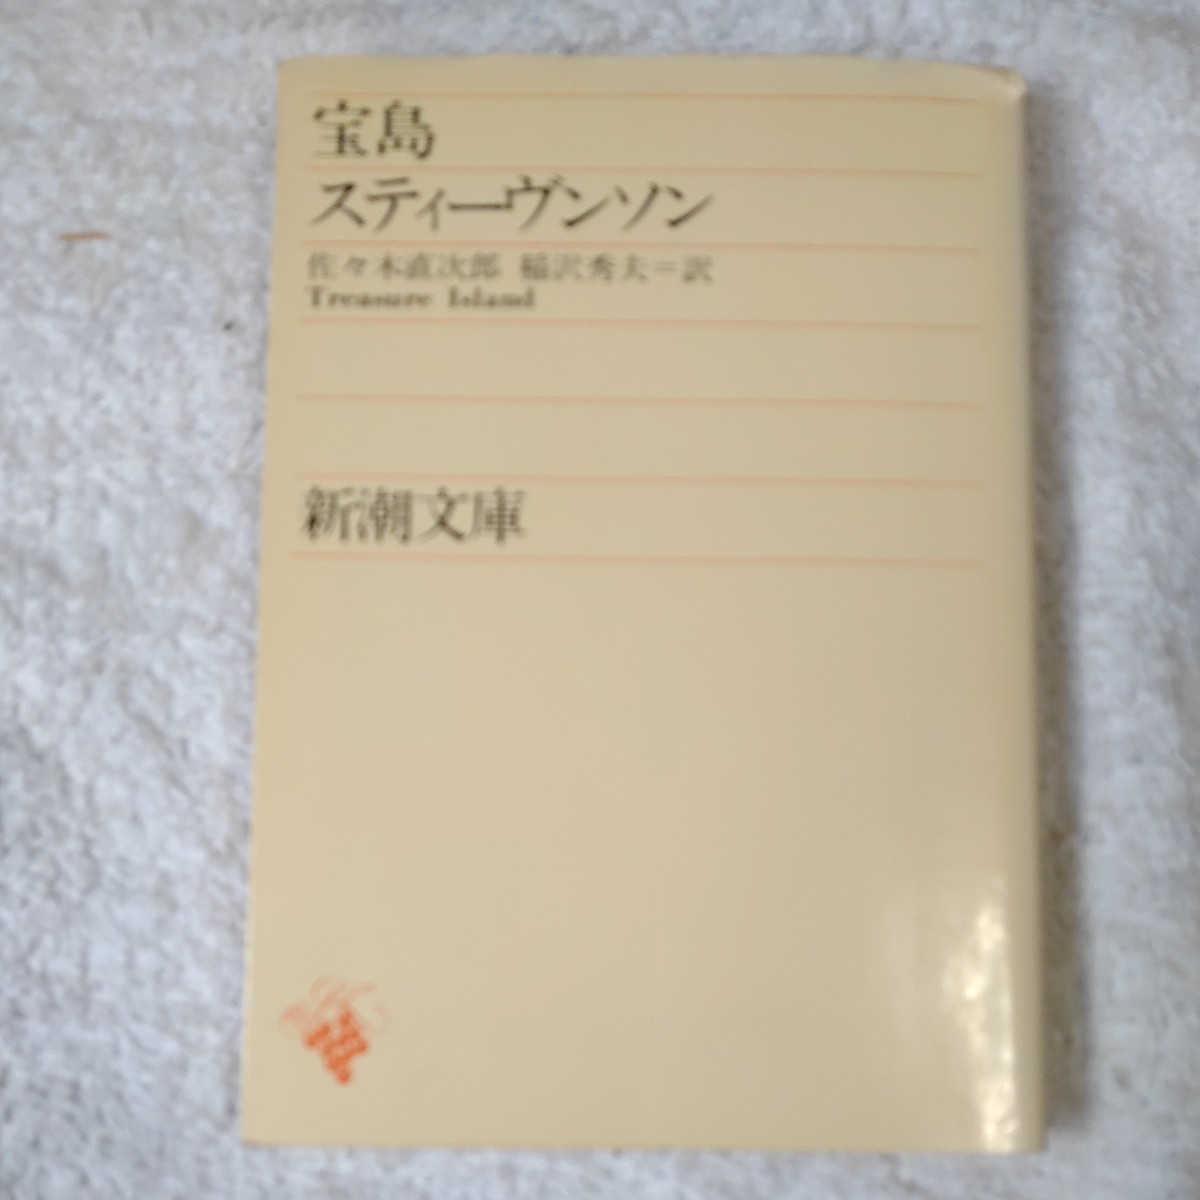 宝島
スティーヴンソン
佐々木直次郎 稲沢秀夫＝訳
Treasure Island
新潮文庫